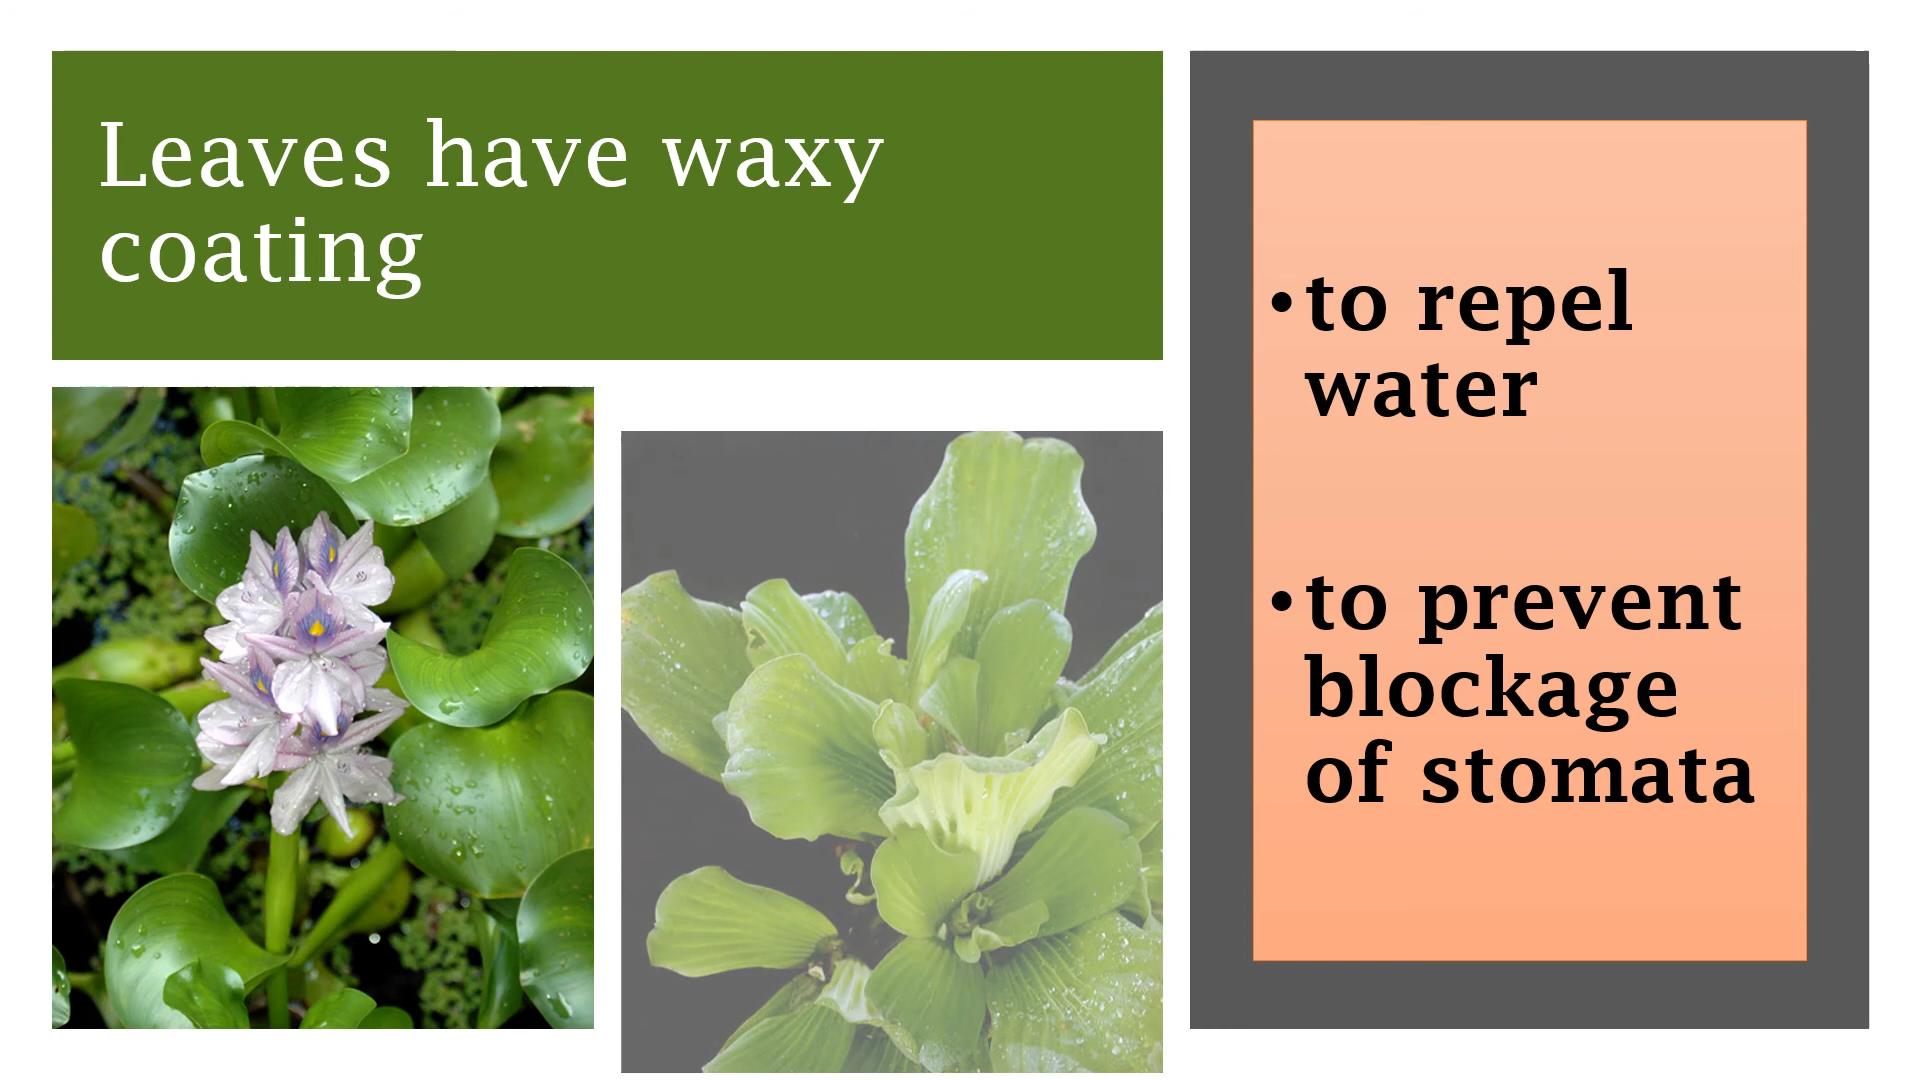 Leaves have waxy
coating
•to repel
water
•to prevent
blockage
of stomata